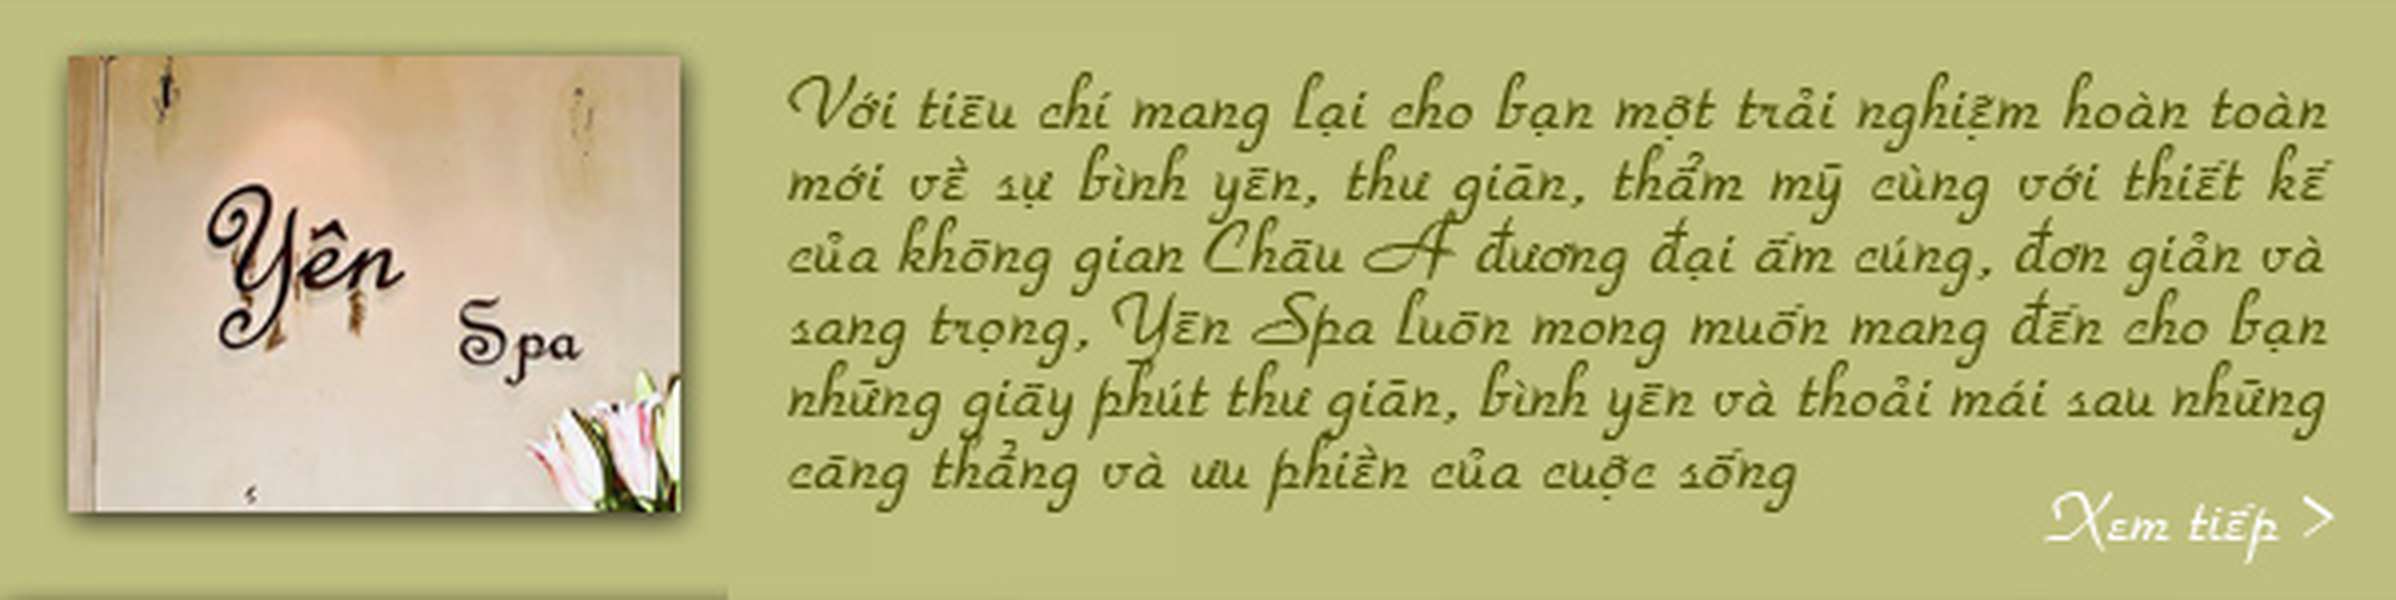 Yên
Spa
Với tiêu chí mang lại cho bạn một trải nghiệm hoàn toàn
mới về sự bình yên, thư giãn, thẩm mỹ cùng với thiết kế
của không gian Châu Á đương đại ấm cúng, đơn giản và
sang trọng, Yên Spa luôn mong muốn mang đến cho bạn
những giây phút thư giãn, bình yên và thoải mái sau những
căng thẳng và ưu phiền của cuộc sống
Xem tiếp >